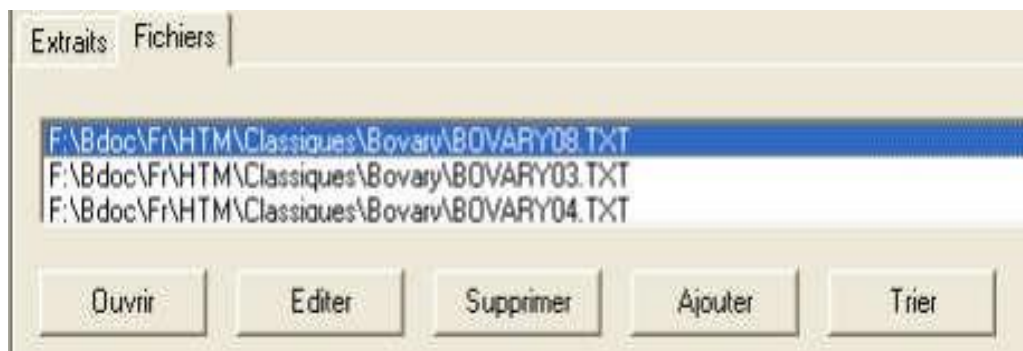 Extraits Fichiers
F:\Bdoc\Fr\HTM\Classiques\Bovary\BOVARY08.TXT
F:\Bdoc\Fr\HTM\Classiques\Bovary\BOVARY03.TXT
F:\Bdoc\Fr\HTM\Classiques\Bovary\BOVARY04.TXT
Ouvrir Editer Supprimer Ajouter Trier